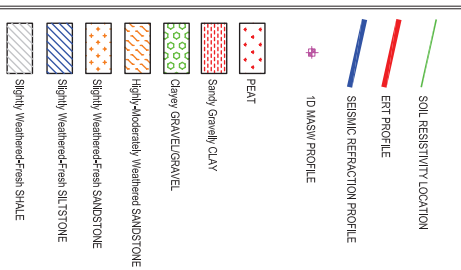 SOIL RESISTIVITY LOCATION
ERT PROFILE
SEISMIC REFRACTION PROFILE
1D MASW PROFILE
PEAT
Sandy Gravelly CLAY
Clayey GRAVEL/GRAVEL
Highly-Moderately Weathered SANDSTONE
Slightly Weathered-Fresh SANDSTONE
Slightly Weathered-Fresh SILTSTONE
Slightly Weathered-Fresh SHALE